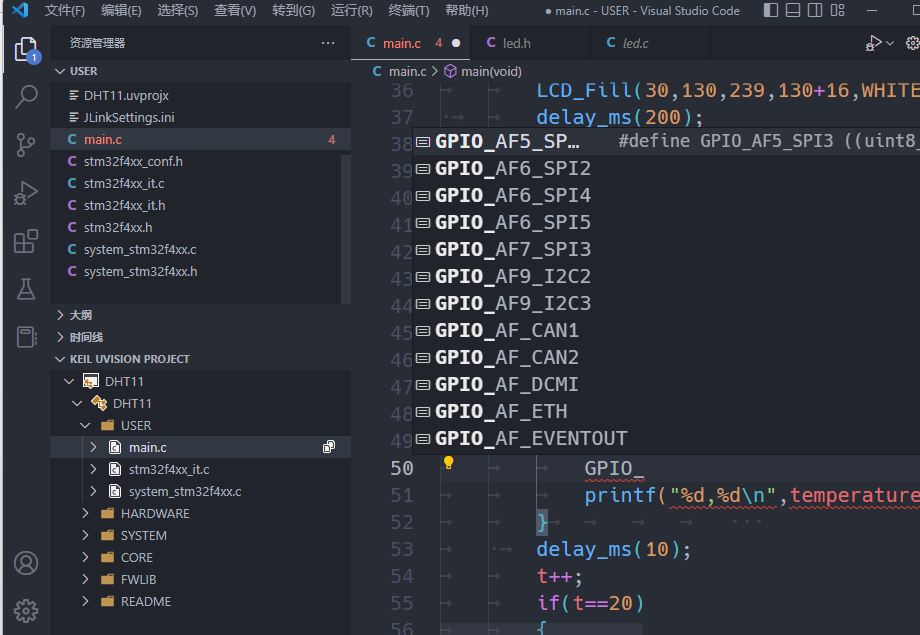 文件(F) 编辑(E) 选择(S) 查看(V) 转到(G) 运行(R) 终端(T) 帮助(H) ● main.c - USER - Visual Studio Code
资源管理器 ···
USER
DHT11.uvprojx
JLinkSettings.ini
C main.c 4
C stm32f4xx_conf.h
C stm32f4xx_it.c
C stm32f4xx_it.h
C stm32f4xx.h
C system_stm32f4xx.c
C system_stm32f4xx.h
大纲
时间线
KEIL UVISION PROJECT
DHT11
DHT11
USER
main.c
stm32f4xx_it.c
system_stm32f4xx.c
HARDWARE
SYSTEM
CORE
FWLIB
README
1
C main.c 4 ●
C led.h
C led.c
C main.c > main(void)
36 LCD_Fill(30,130,239,130+16,WHITE
37 delay_ms(200);
38 GPIO_AF5_SP… #define GPIO_AF5_SPI3 ((uint8_
39 GPIO_AF6_SPI2
40 GPIO_AF6_SPI4
41 GPIO_AF6_SPI5
42 GPIO_AF7_SPI3
43 GPIO_AF9_I2C2
44 GPIO_AF9_I2C3
45 GPIO_AF_CAN1
46 GPIO_AF_CAN2
47 GPIO_AF_DCMI
48 GPIO_AF_ETH
49 GPIO_AF_EVENTOUT
50 GPIO_
51 printf("%d,%d\n",temperature
52 }
53 delay_ms(10);
54 t++;
55 if(t==20)
56 {